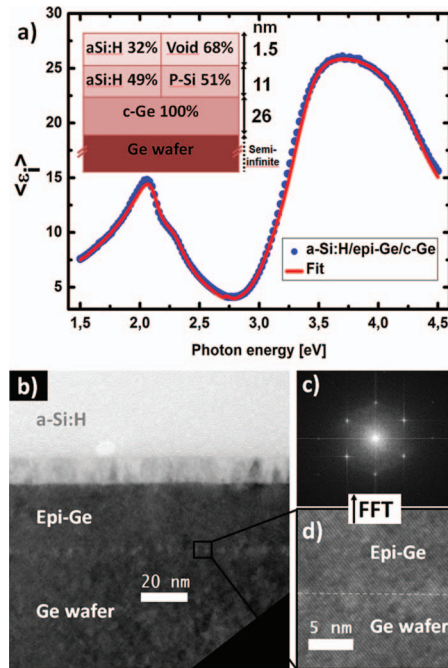 a)
nm
aSi:H 32% Void 68% 1.5
aSi:H 49% P-Si 51% 11
c-Ge 100% 26
Ge wafer Semi-infinite
<εi>
25
20
15
10
5
a-Si:H/epi-Ge/c-Ge
Fit
1,5 2,0 2,5 3,0 3,5 4,0 4,5
Photon energy [eV]
b)
a-Si:H
Epi-Ge
20 nm
Ge wafer
c)
FFT
d)
Epi-Ge
Ge wafer
5 nm